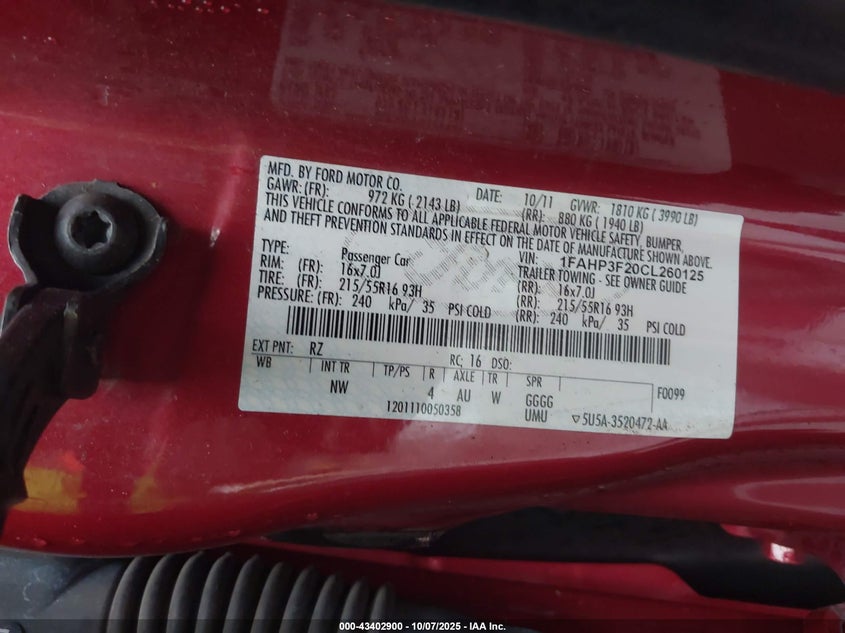 MFD. BY FORD MOTOR CO.
DATE: 10/11 GVWR: 1810 KG ( 3990 LB)
GAWR: (FR): 972 KG ( 2143 LB) (RR): 880 KG ( 1940 LB)
THIS VEHICLE CONFORMS TO ALL APPLICABLE FEDERAL MOTOR VEHICLE SAFETY, BUMPER,
AND THEFT PREVENTION STANDARDS IN EFFECT ON THE DATE OF MANUFACTURE SHOWN ABOVE.
VIN: 1FAHP3F20CL260125
TYPE: Passenger Car TRAILER TOWING - SEE OWNER GUIDE
RIM: (FR): 16x7.0J (RR): 16x7.0J
TIRE: (FR): 215/55R16 93H (RR): 215/55R16 93H
PRESSURE: (FR): 240 kPa/ 35 PSI COLD (RR): 240 kPa/ 35 PSI COLD
EXT PNT: RZ RC: 16 DSO: F0099
WB INT TR TP/PS R AXLE TR SPR
NW 4 AU W GGGG
1201110050358 UMU ▽5U5A-3520472-AA
000-43402900 - 10/07/2025 - IAA Inc.